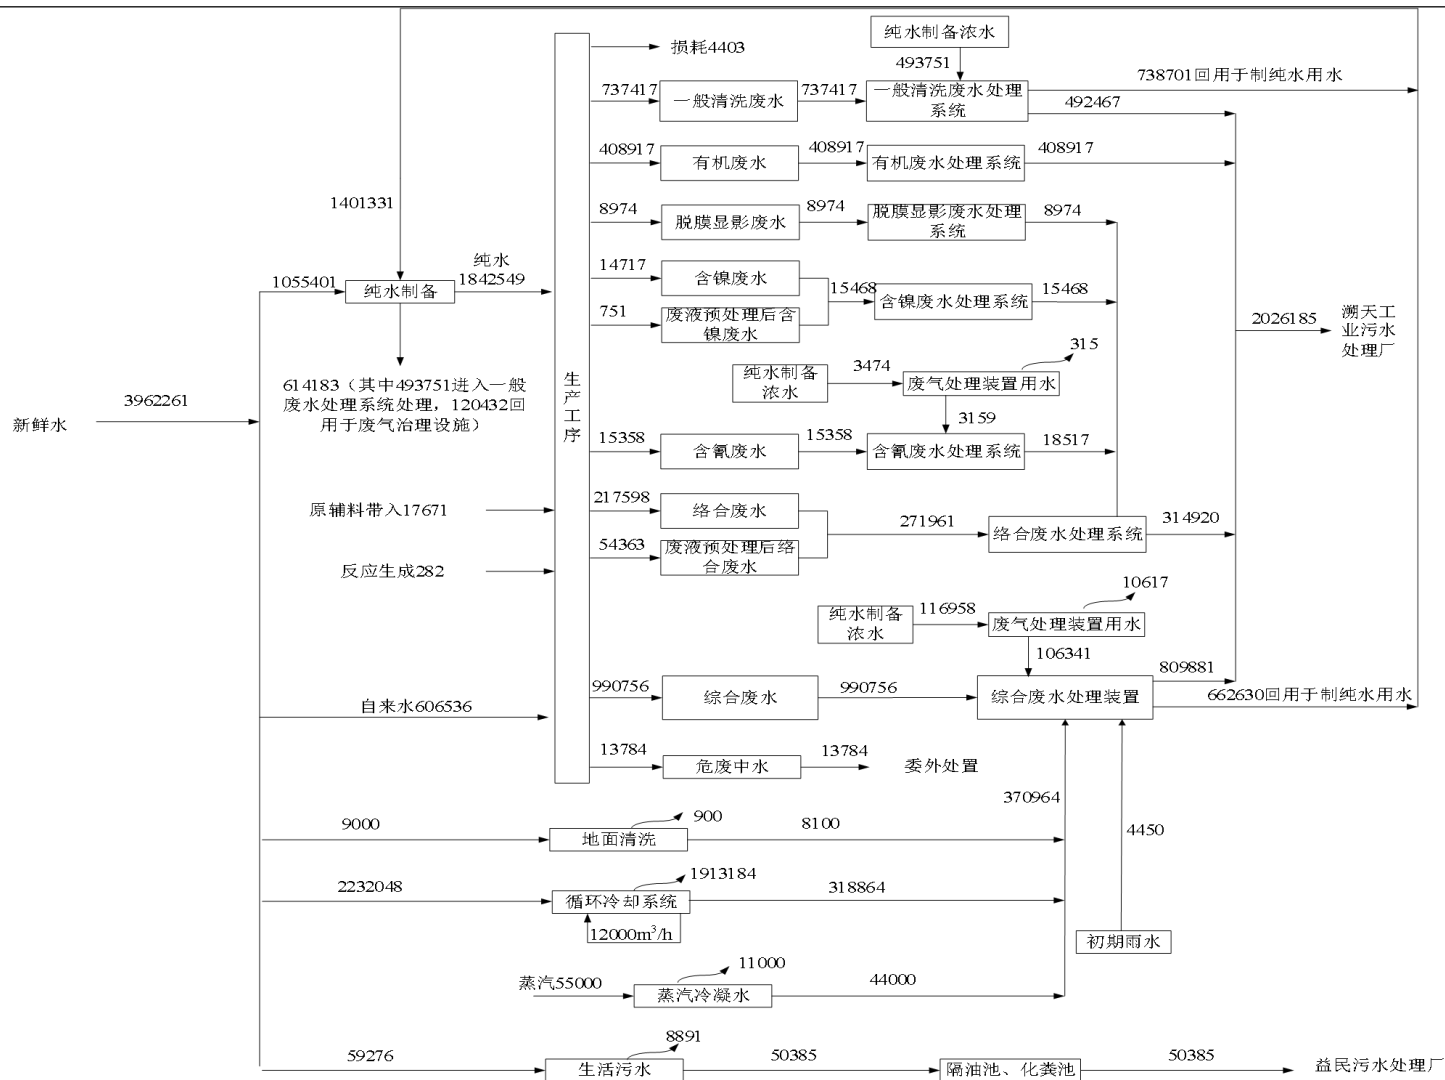 纯水制备浓水
损耗4403
493751
738701回用于制纯水用水
737417
一般清洗废水
737417
一般清洗废水处理
系统
492467
408917
有机废水
408917
有机废水处理系统
408917
1401331
8974
脱膜显影废水
8974
脱膜显影废水处理
系统
8974
纯水
1055401
纯水制备
1842549
14717
含镍废水
15468
含镍废水处理系统
15468
751
废液预处理后含
镍废水
2026185
溯天工
业污水
处理厂
315
纯水制备
浓水
3474
废气处理装置用水
614183（其中493751进入一般
废水处理系统处理，120432回
用于废气治理设施）
生
产
工
序
3962261
新鲜水
3159
15358
含氰废水
15358
含氰废水处理系统
18517
原辅料带入17671
217598
络合废水
271961
络合废水处理系统
314920
54363
废液预处理后络
合废水
反应生成282
10617
纯水制备
浓水
116958
废气处理装置用水
106341
809881
990756
综合废水
990756
综合废水处理装置
662630回用于制纯水用水
自来水606536
13784
危废中水
13784
委外处置
370964
9000
地面清洗
900
8100
4450
2232048
循环冷却系统
1913184
318864
12000m³/h
初期雨水
蒸汽55000
蒸汽冷凝水
11000
44000
59276
生活污水
8891
50385
隔油池、化粪池
50385
益民污水处理厂